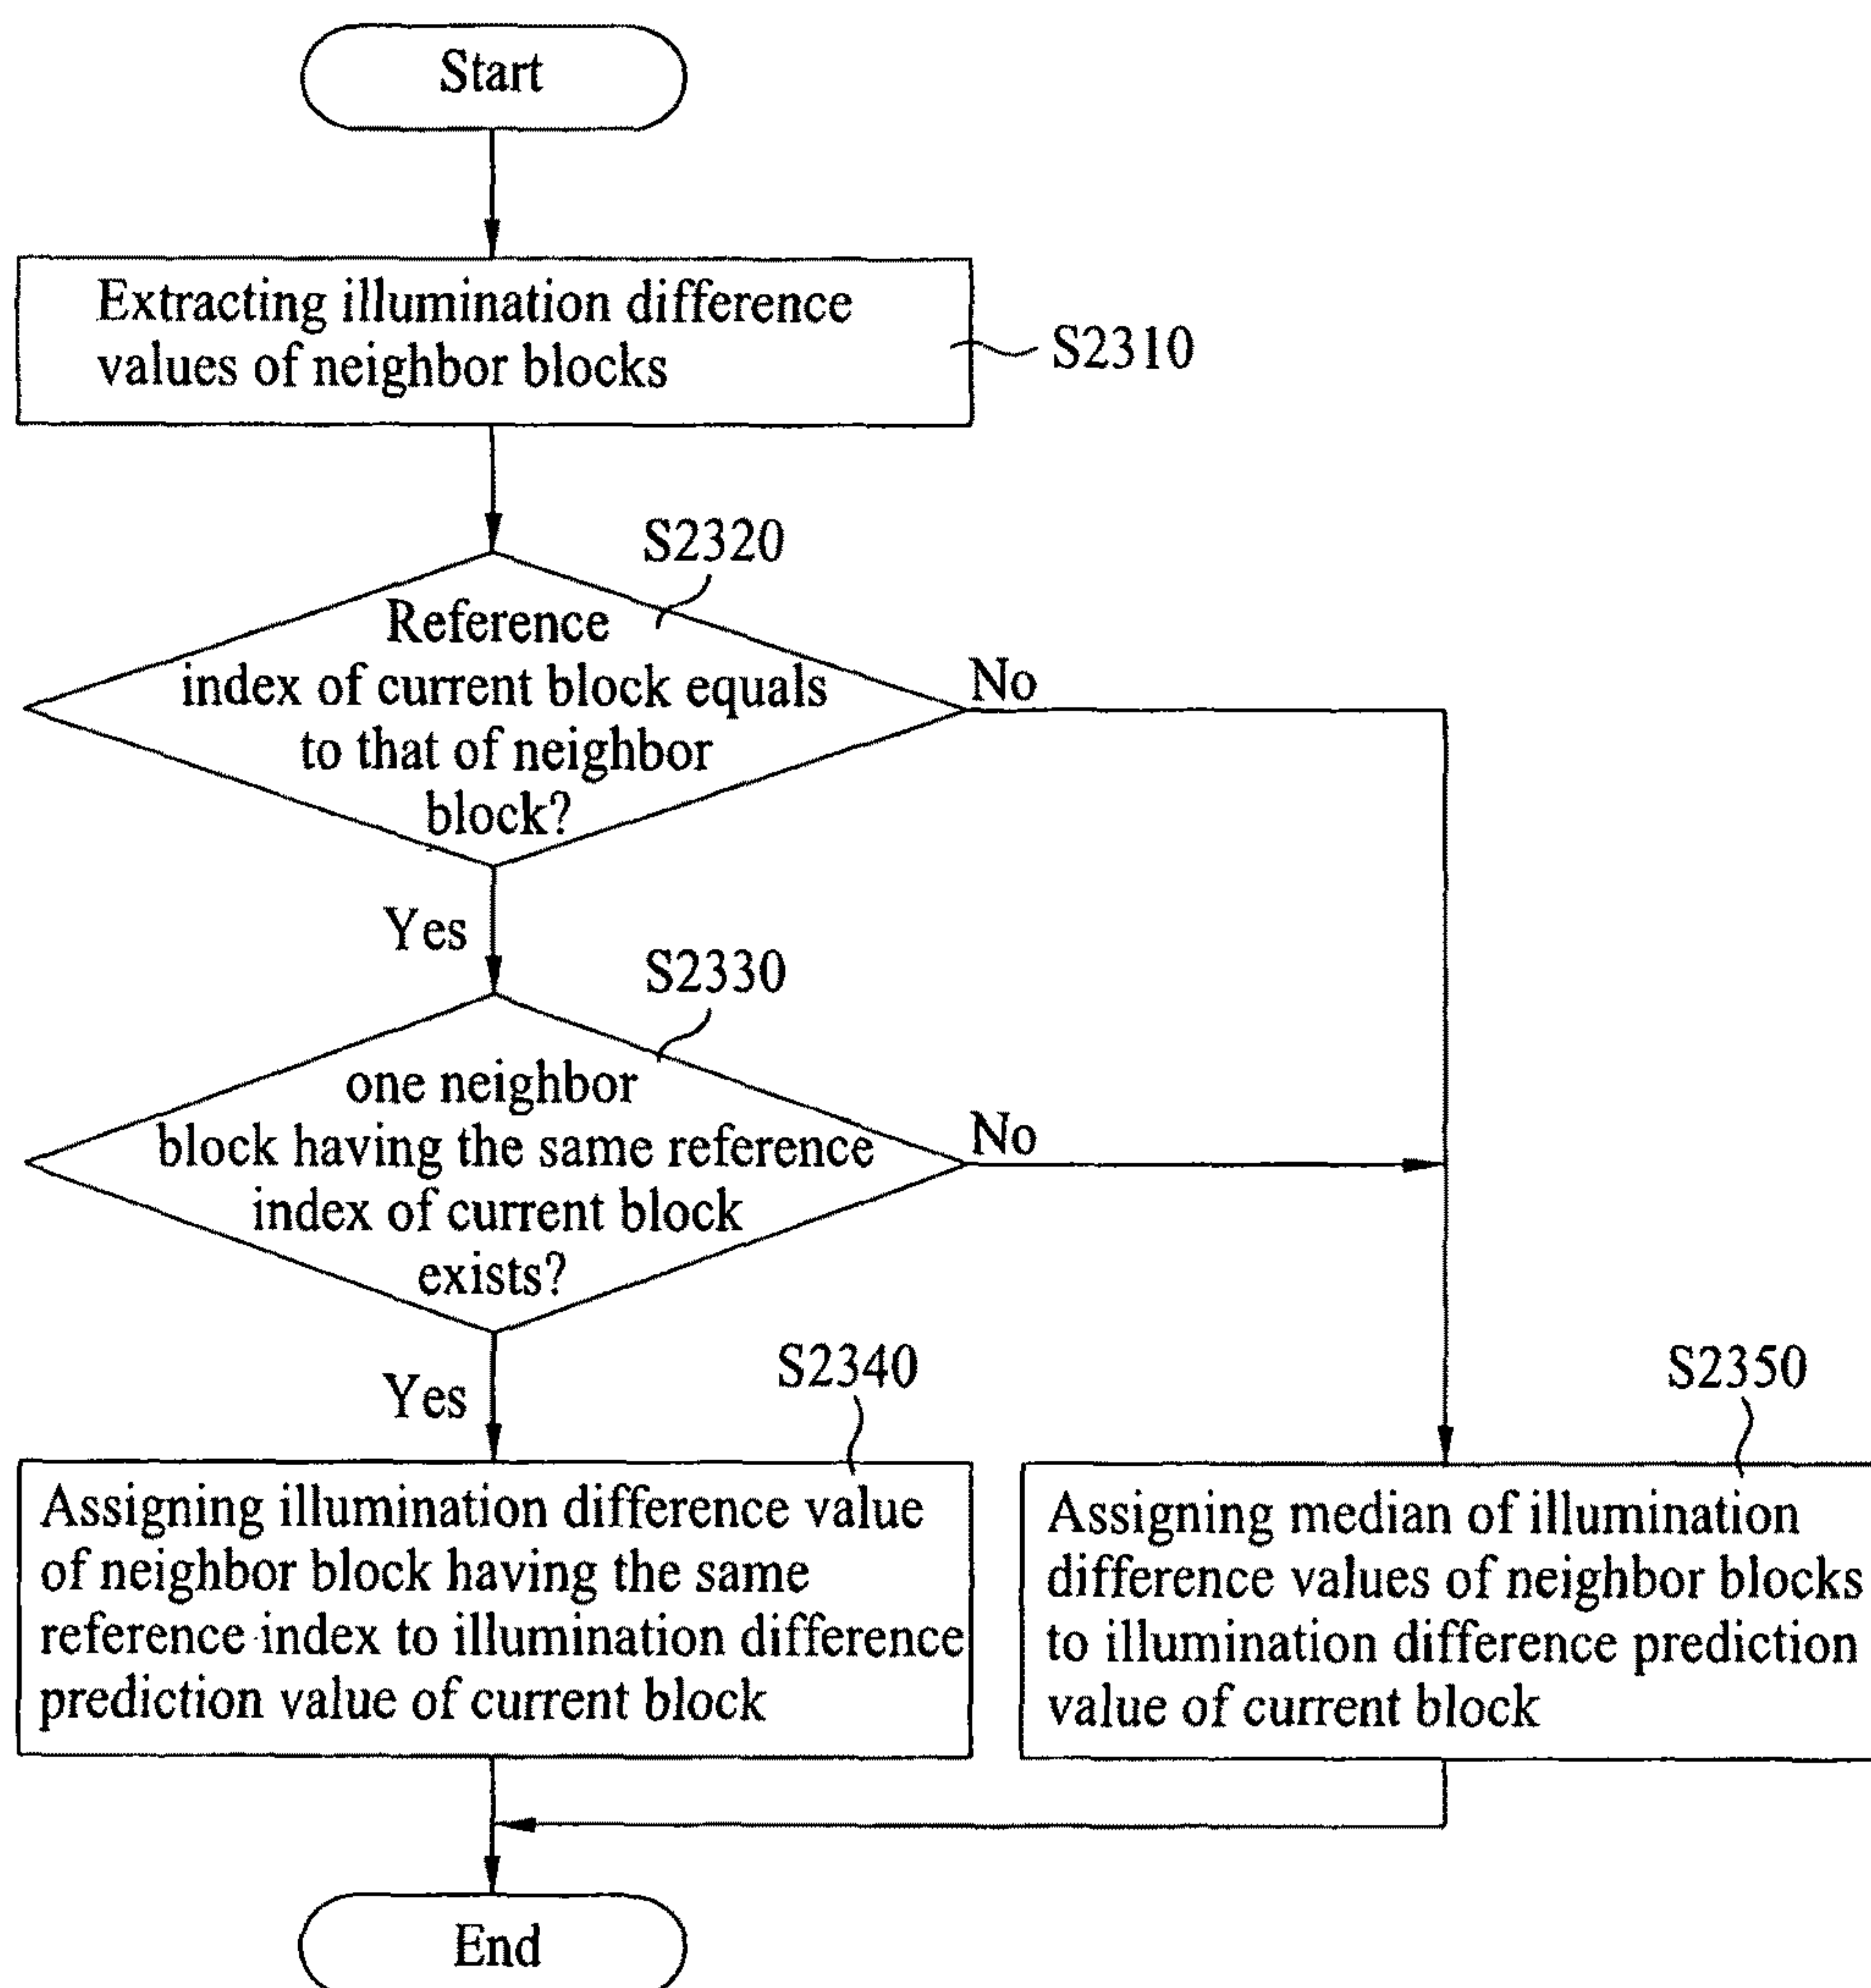 Start
Extracting illumination difference
values of neighbor blocks
S2310
S2320
Reference
index of current block equals
to that of neighbor
block?
No
Yes
S2330
one neighbor
block having the same reference
index of current block
exists?
No
Yes
S2340
Assigning illumination difference value
of neighbor block having the same
reference index to illumination difference
prediction value of current block
S2350
Assigning median of illumination
difference values of neighbor blocks
to illumination difference prediction
value of current block
End